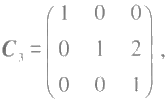 C₃ = ( 1 0 0
0 1 2
0 0 1 ) ,